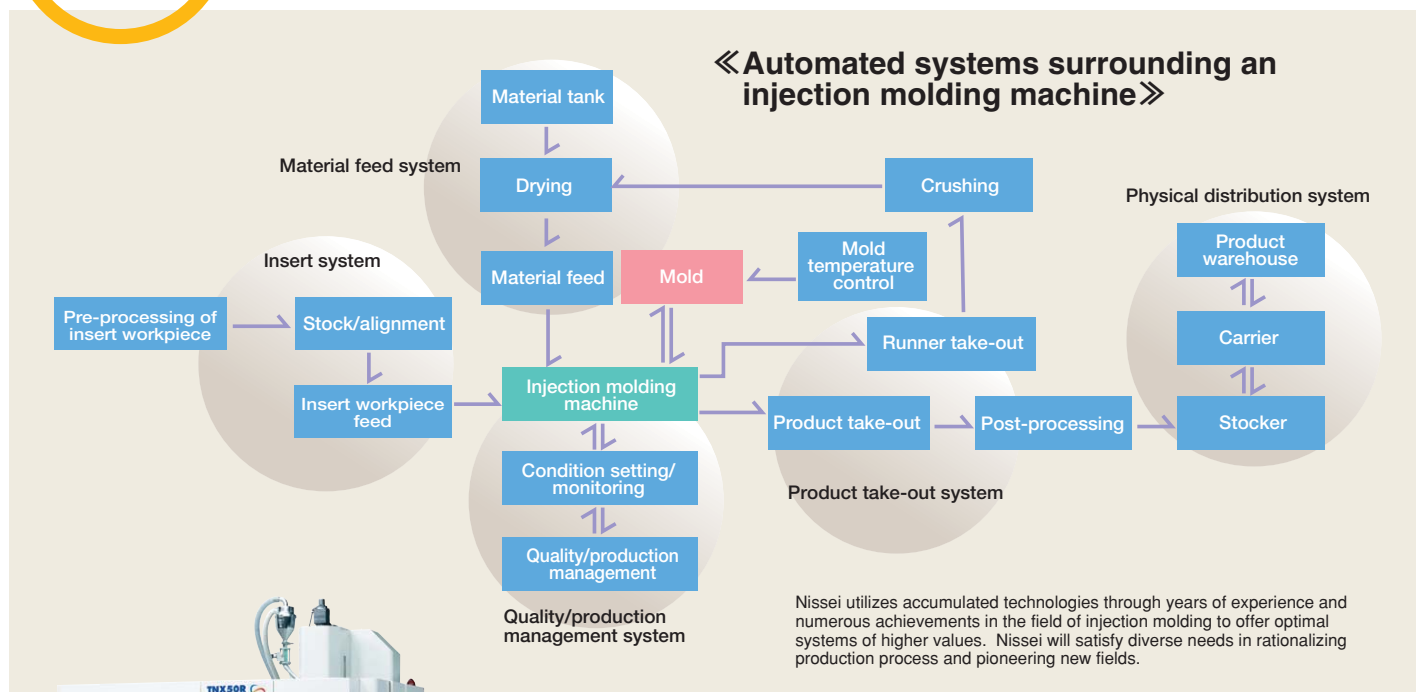 ≪Automated systems surrounding an
injection molding machine≫
Material tank
Material feed system
Drying
Crushing
Physical distribution system
Insert system
Material feed
Mold
Mold
temperature
control
Product
warehouse
Pre-processing of
insert workpiece
Stock/alignment
Runner take-out
Carrier
Injection molding
machine
Insert workpiece
feed
Product take-out
Post-processing
Stocker
Condition setting/
monitoring
Product take-out system
Quality/production
management
Quality/production
management system
Nissei utilizes accumulated technologies through years of experience and
numerous achievements in the field of injection molding to offer optimal
systems of higher values. Nissei will satisfy diverse needs in rationalizing
production process and pioneering new fields.
TNX50R